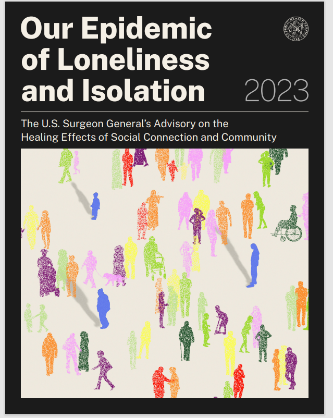 Our Epidemic
of Loneliness
and Isolation 2023
The U.S. Surgeon General's Advisory on the
Healing Effects of Social Connection and Community